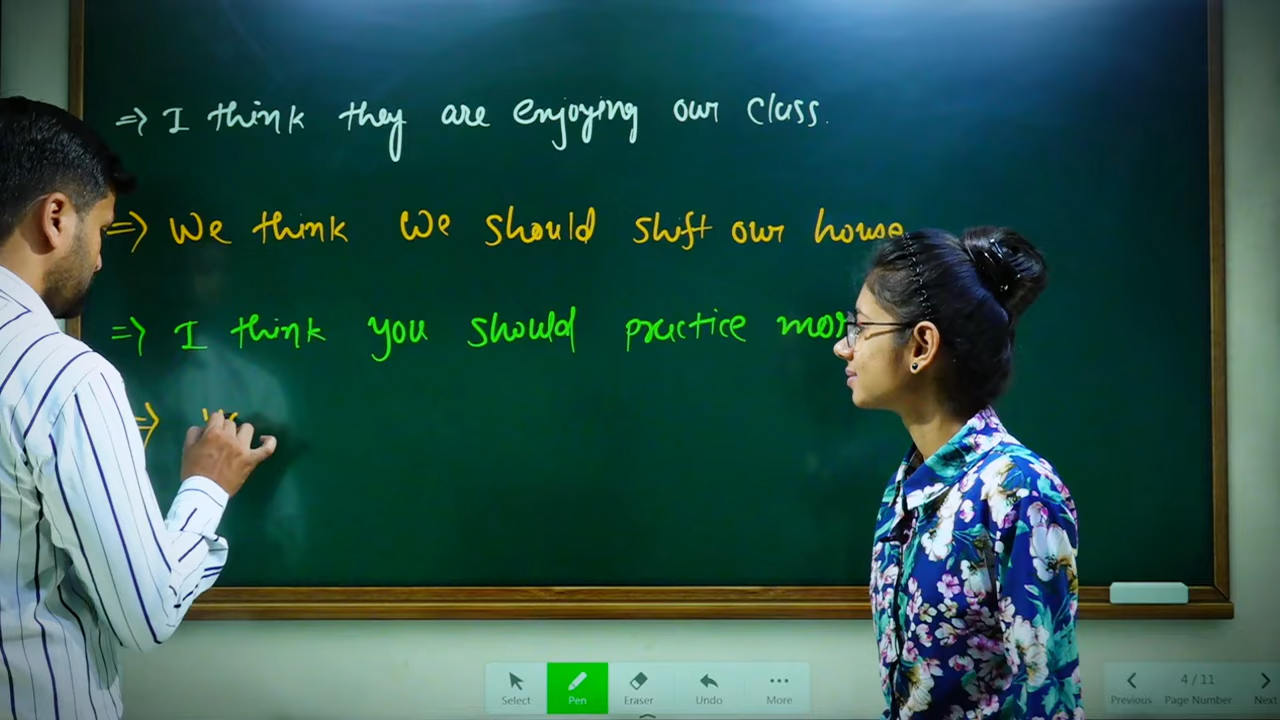 ⇒ I think they are enjoying our class.
⇒ We think We should shift our house
⇒ I think you should practice
⇒
Select Pen Eraser Undo More
4 / 11
Previous Page Number Next